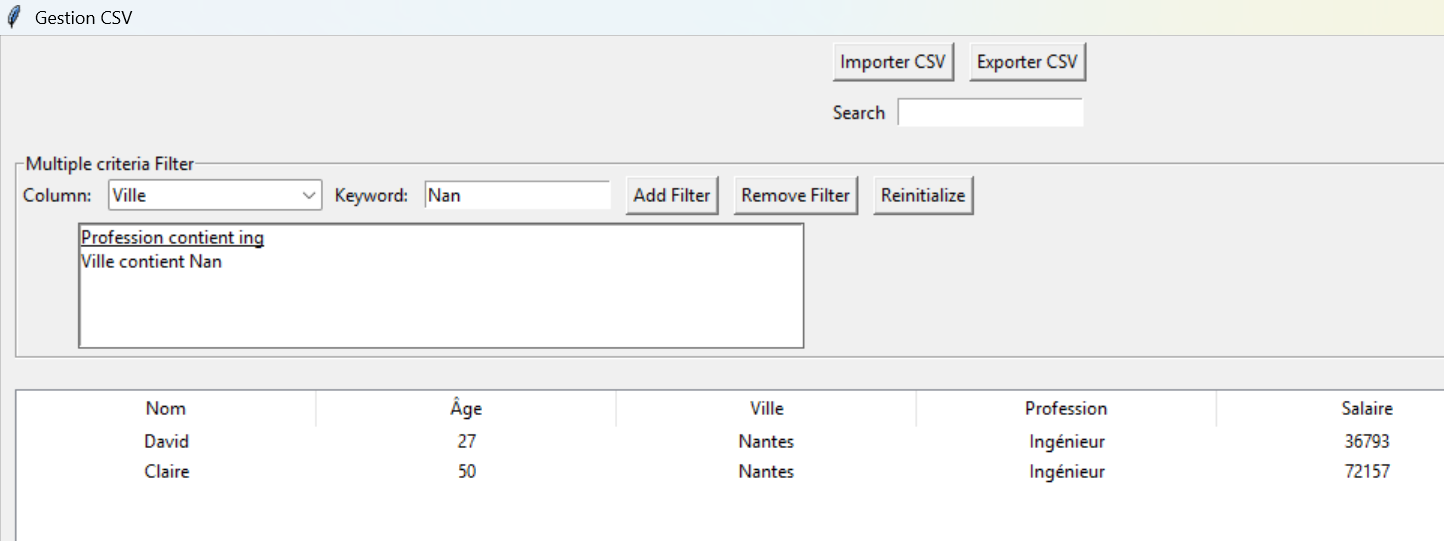 Gestion CSV
Importer CSV Exporter CSV
Search
Multiple criteria Filter
Column: Ville Keyword: Nan Add Filter Remove Filter Reinitialize
Profession contient ing
Ville contient Nan
Nom Âge Ville Profession Salaire
David 27 Nantes Ingénieur 36793
Claire 50 Nantes Ingénieur 72157